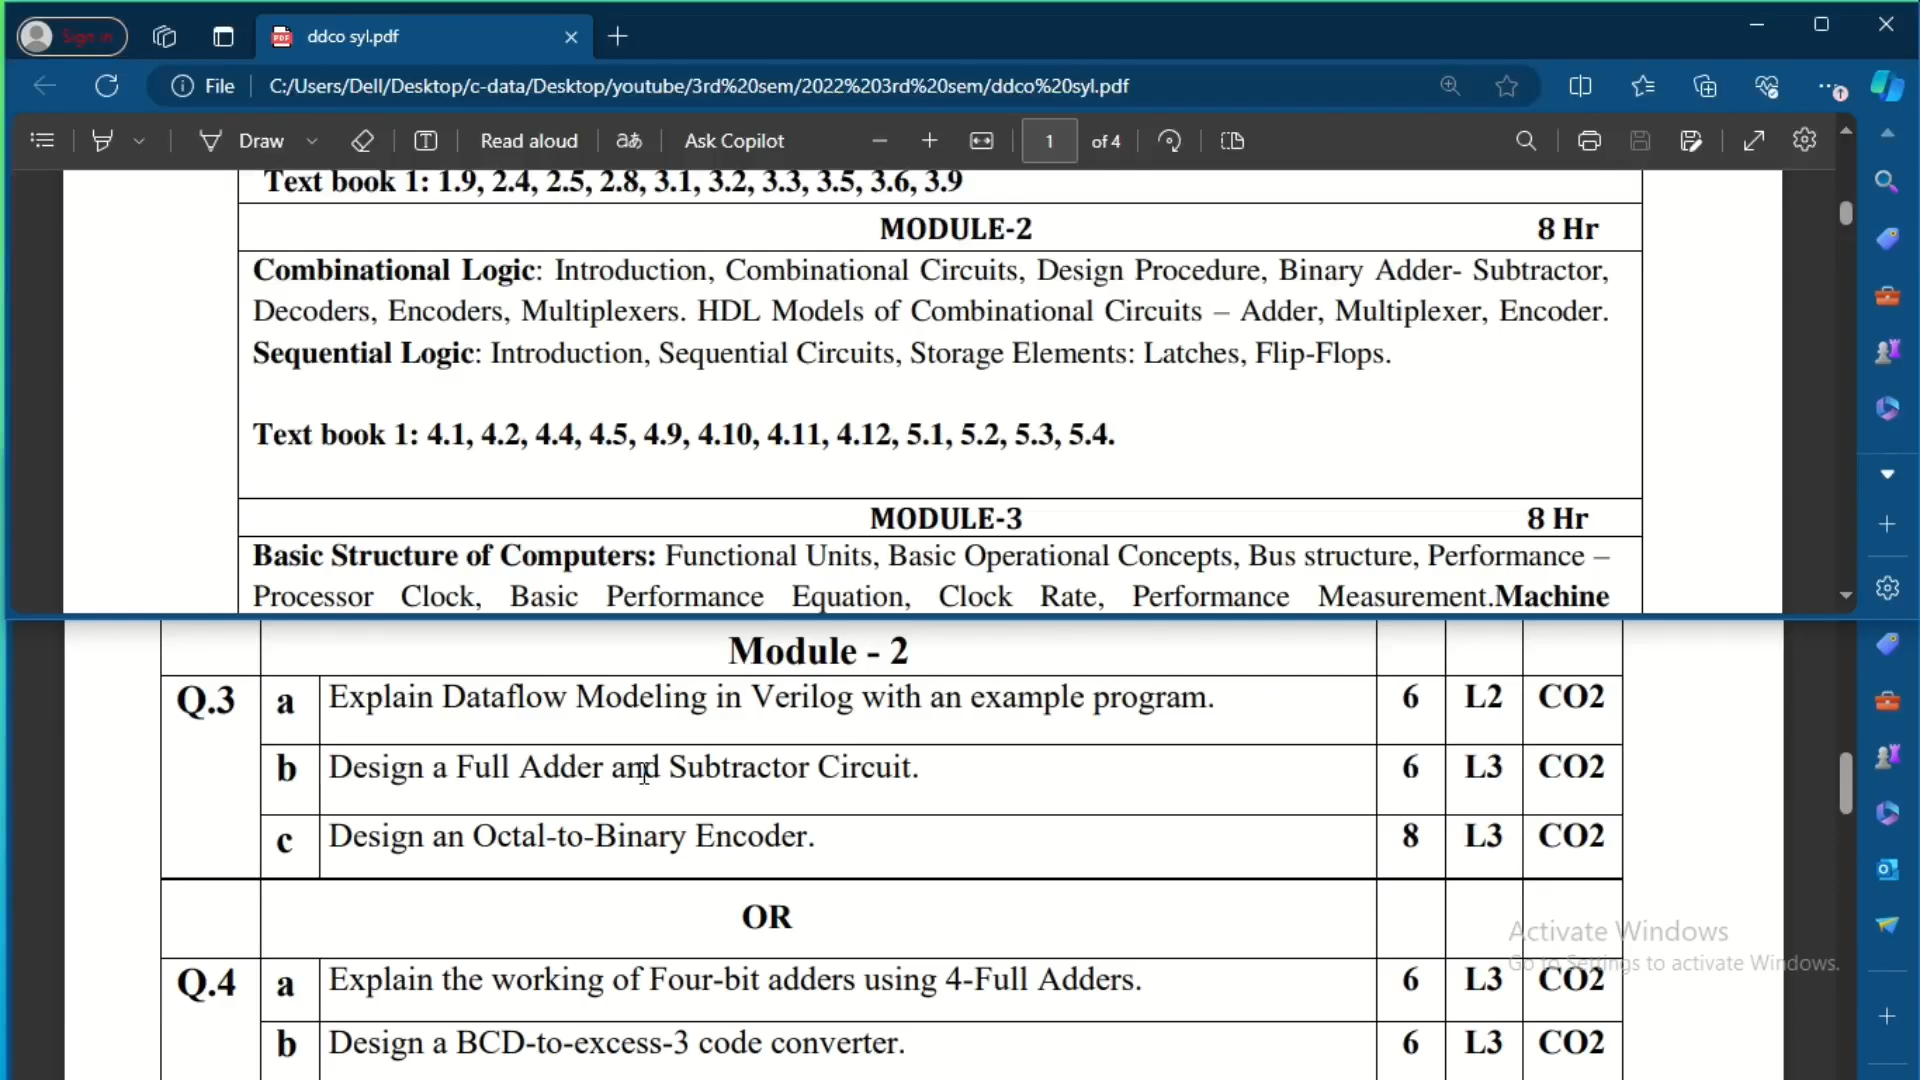 Sign in
ddco syl.pdf
File
C:/Users/Dell/Desktop/c-data/Desktop/youtube/3rd%20sem/2022%203rd%20sem/ddco%20syl.pdf
Draw
Read aloud
Ask Copilot
1 of 4
Text book 1: 1.9, 2.4, 2.5, 2.8, 3.1, 3.2, 3.3, 3.5, 3.6, 3.9
MODULE-2 8 Hr
Combinational Logic: Introduction, Combinational Circuits, Design Procedure, Binary Adder- Subtractor,
Decoders, Encoders, Multiplexers. HDL Models of Combinational Circuits – Adder, Multiplexer, Encoder.
Sequential Logic: Introduction, Sequential Circuits, Storage Elements: Latches, Flip-Flops.
Text book 1: 4.1, 4.2, 4.4, 4.5, 4.9, 4.10, 4.11, 4.12, 5.1, 5.2, 5.3, 5.4.
MODULE-3 8 Hr
Basic Structure of Computers: Functional Units, Basic Operational Concepts, Bus structure, Performance –
Processor Clock, Basic Performance Equation, Clock Rate, Performance Measurement.Machine
Module - 2
Q.3 a Explain Dataflow Modeling in Verilog with an example program. 6 L2 CO2
b Design a Full Adder and Subtractor Circuit. 6 L3 CO2
c Design an Octal-to-Binary Encoder. 8 L3 CO2
OR
Q.4 a Explain the working of Four-bit adders using 4-Full Adders. 6 L3 CO2
b Design a BCD-to-excess-3 code converter. 6 L3 CO2
Activate Windows
Go to Settings to activate Windows.